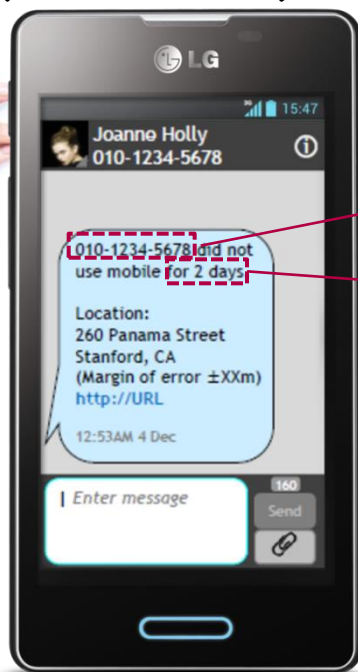 LG
3G 15:47
Joanne Holly
010-1234-5678
010-1234-5678 did not
use mobile for 2 days
Location:
260 Panama Street
Stanford, CA
(Margin of error ±XXm)
http://URL
12:53AM 4 Dec
160
Enter message
Send